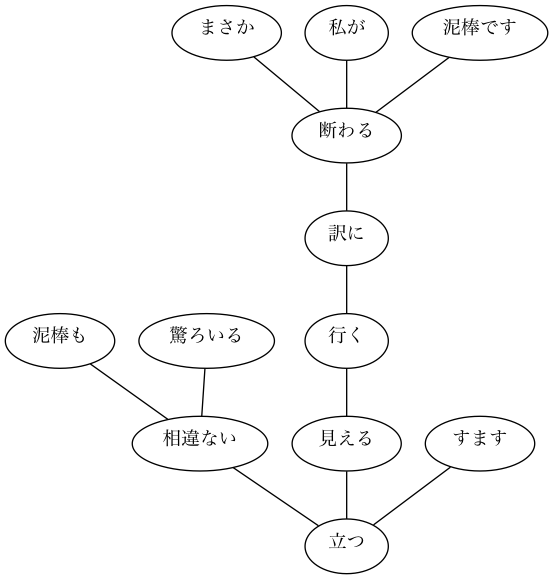 まさか
私が
泥棒です
断わる
訳に
泥棒も
驚ろいる
行く
相違ない
見える
すます
立つ